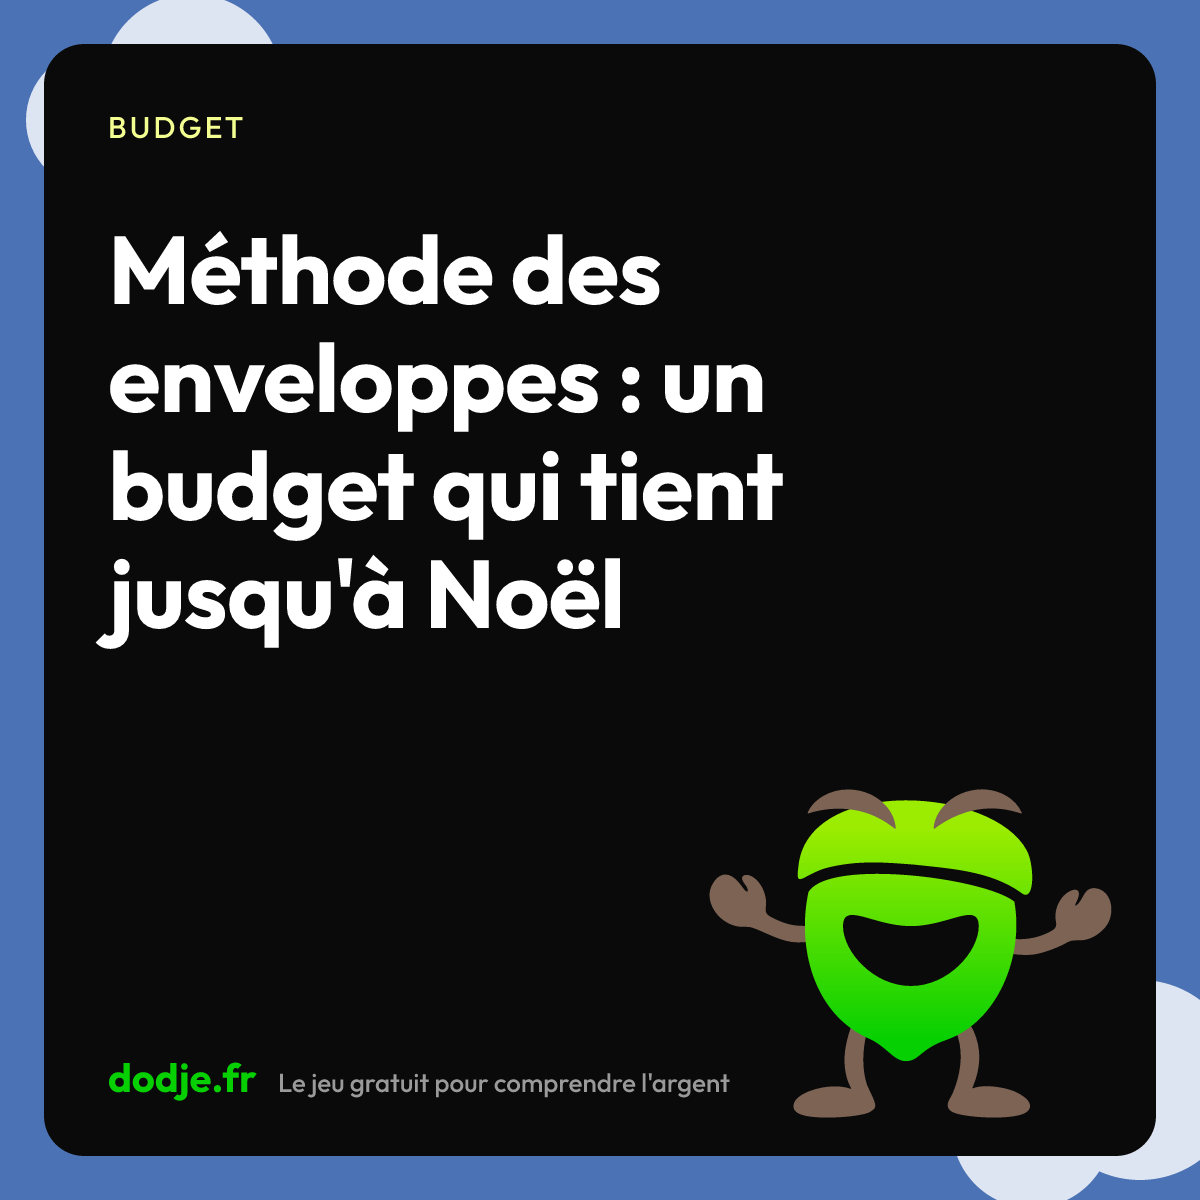 BUDGET
Méthode des
enveloppes : un
budget qui tient
jusqu'à Noël
dodje.fr Le jeu gratuit pour comprendre l'argent